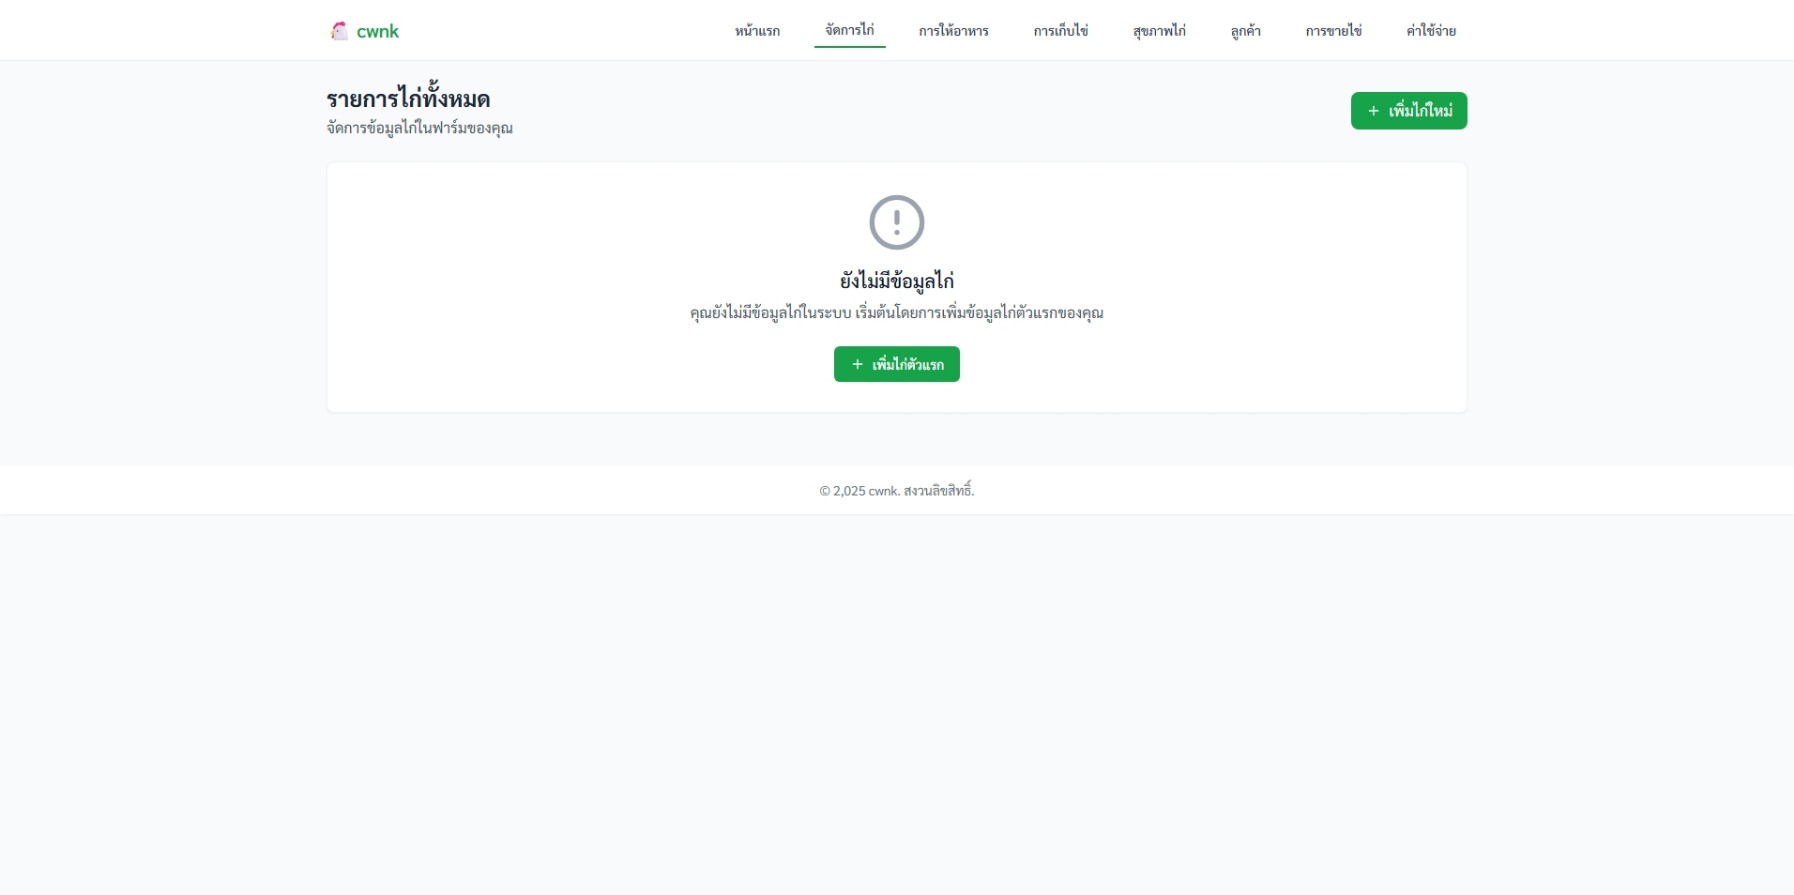 cwnk
หน้าแรก
จัดการไก่
การให้อาหาร
การเก็บไข่
สุขภาพไก่
ลูกค้า
การขายไข่
ค่าใช้จ่าย
รายการไก่ทั้งหมด
จัดการข้อมูลไก่ในฟาร์มของคุณ
+ เพิ่มไก่ใหม่
ยังไม่มีข้อมูลไก่
คุณยังไม่มีข้อมูลไก่ในระบบ เริ่มต้นโดยการเพิ่มข้อมูลไก่ตัวแรกของคุณ
+ เพิ่มไก่ตัวแรก
© 2,025 cwnk. สงวนลิขสิทธิ์.